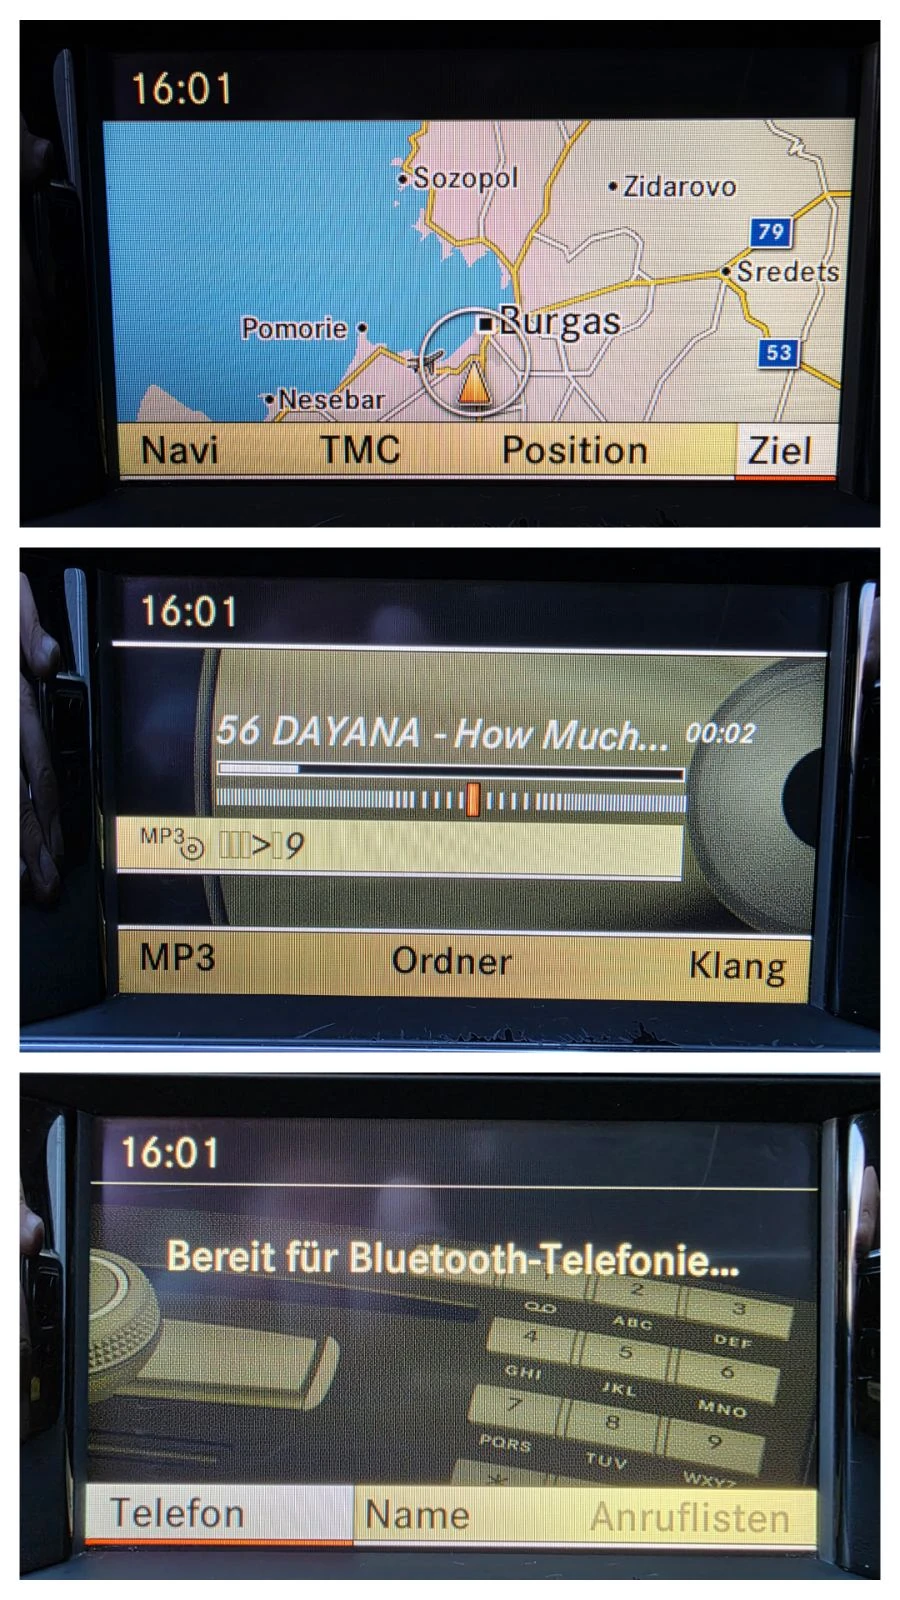 16:01
Sozopol
Zidarovo
79
Sredets
Burgas
Pomorie
53
Nesebar
Navi TMC Position Ziel
16:01
56 DAYANA - How Much... 00:02
MP3 > 9
MP3 Ordner Klang
16:01
Bereit für Bluetooth-Telefonie...
2 3
ABC DEF
4 5 6
GHI JKL MNO
7 8 9
PQRS TUV WXYZ
*
Telefon Name Anruflisten